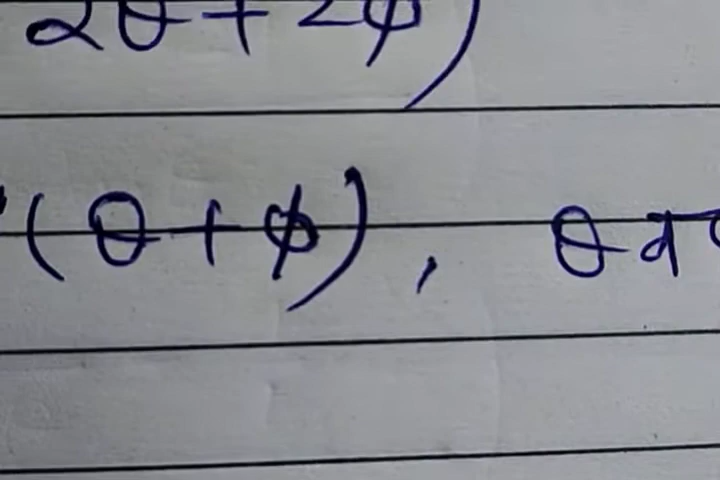 2θ + 2φ)
(θ + φ), θ व